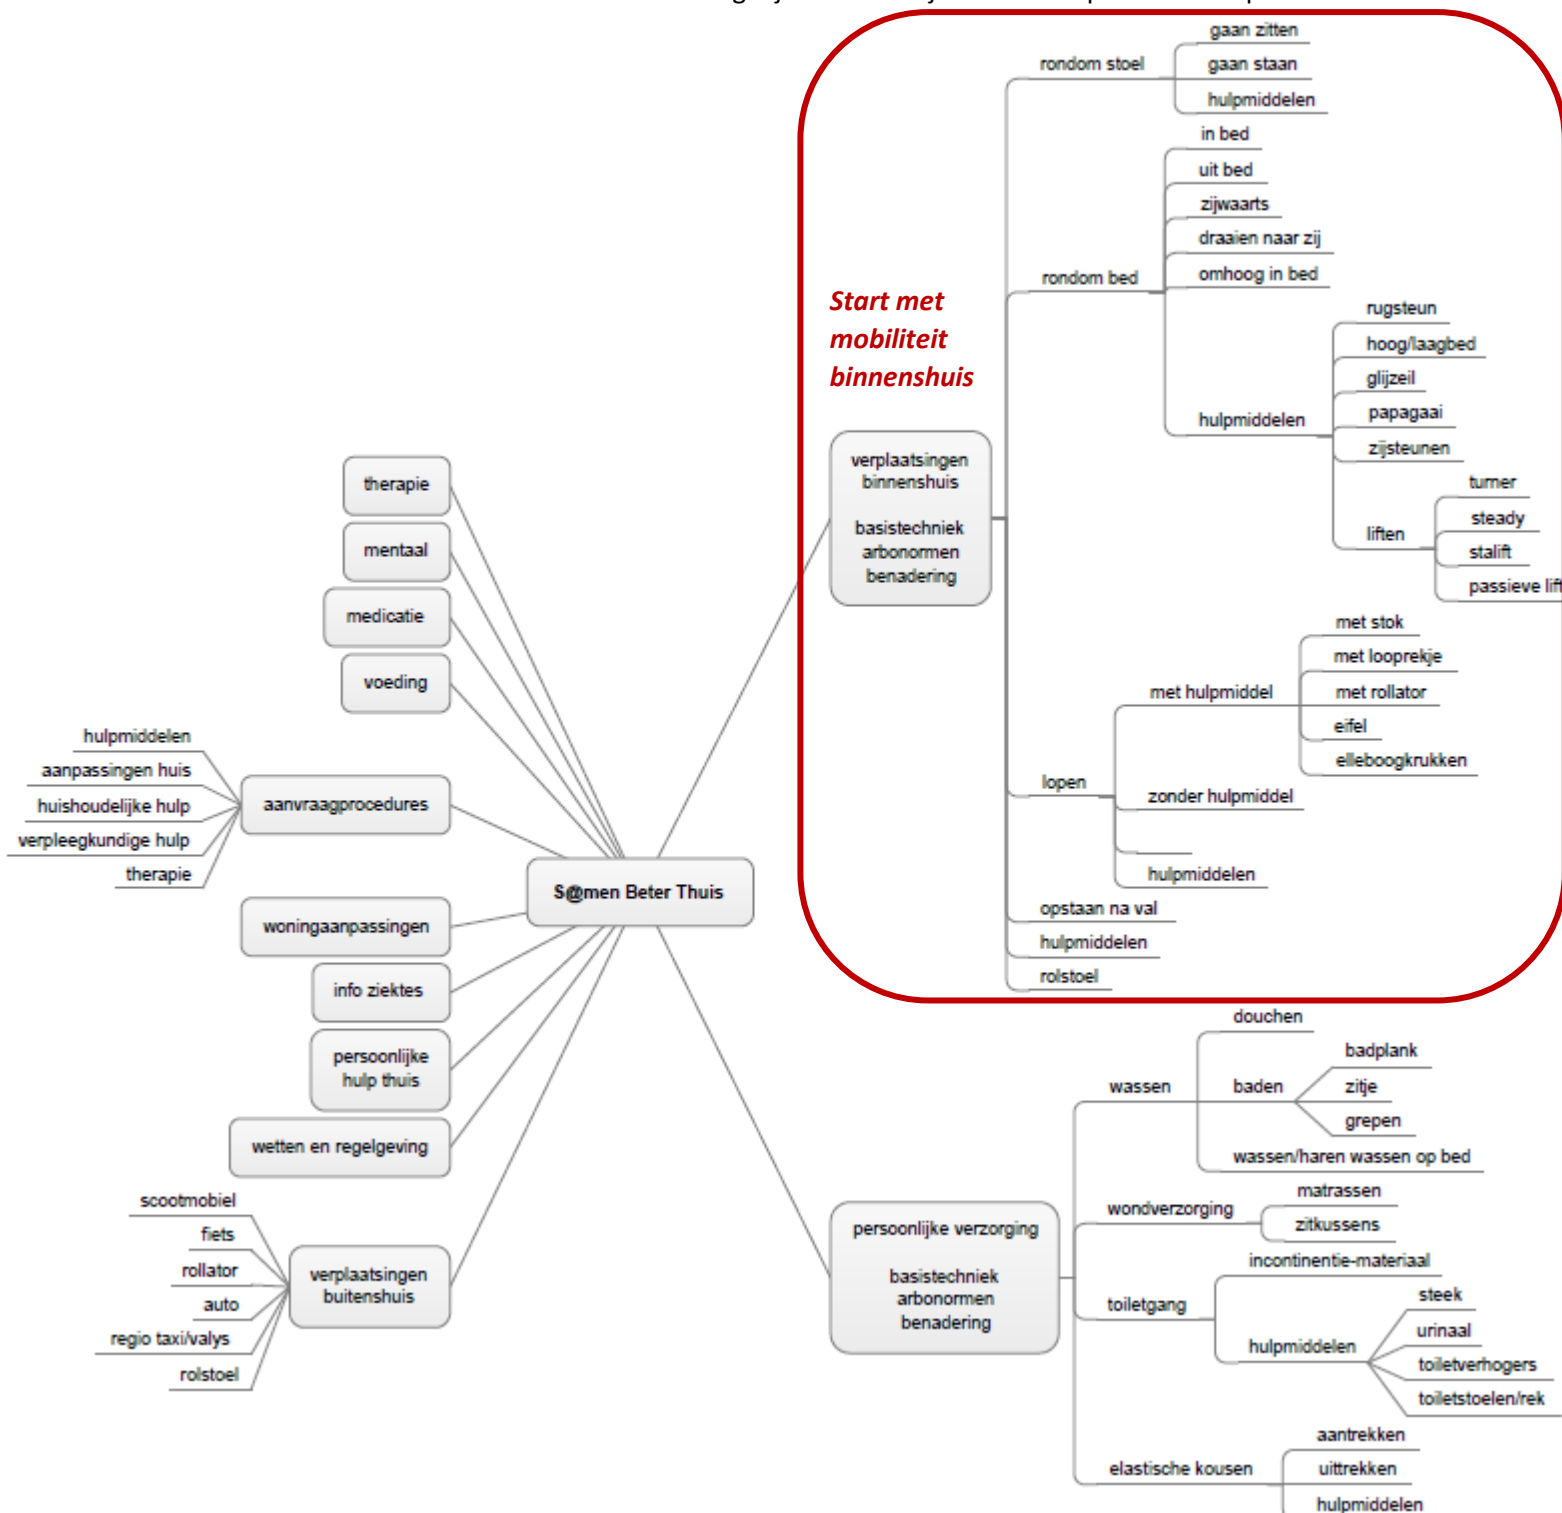 gaan zitten
rondom stoel
gaan staan
hulpmiddelen
in bed
uit bed
zijwaarts
draaien naar zij
rondom bed
omhoog in bed
Start met
mobiliteit
binnenshuis
rugsteun
hoog/laagbed
glijzeil
hulpmiddelen
papagaai
zijsteunen
turner
liften
steady
stalift
passieve lift
verplaatsingen
binnenshuis
basistechniek
arbonormen
benadering
met stok
met looprekje
met hulpmiddel
met rollator
eifel
elleboogkrukken
lopen
zonder hulpmiddel
hulpmiddelen
opstaan na val
hulpmiddelen
rolstoel
therapie
mentaal
medicatie
voeding
hulpmiddelen
aanpassingen huis
huishoudelijke hulp
verpleegkundige hulp
therapie
aanvraagprocedures
S@men Beter Thuis
woningaanpassingen
info ziektes
persoonlijke
hulp thuis
wetten en regelgeving
scootmobiel
fiets
rollator
auto
regio taxi/valys
rolstoel
verplaatsingen
buitenshuis
douchen
badplank
wassen
baden
zitje
grepen
wassen/haren wassen op bed
matrassen
wondverzorging
zitkussens
persoonlijke verzorging
basistechniek
arbonormen
benadering
incontinentie-materiaal
toiletgang
steek
urinaal
hulpmiddelen
toiletverhogers
toiletstoelen/rek
aantrekken
elastische kousen
uittrekken
hulpmiddelen